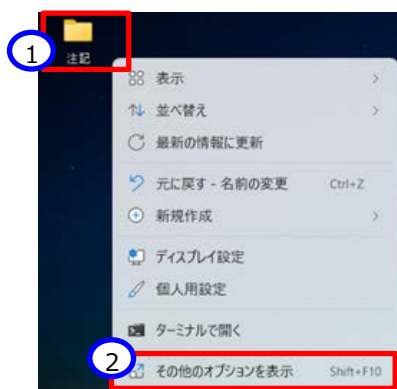 1
注記
表示
並べ替え
最新の情報に更新
元に戻す - 名前の変更 Ctrl+Z
新規作成
ディスプレイ設定
個人用設定
ターミナルで開く
2
その他のオプションを表示 Shift+F10